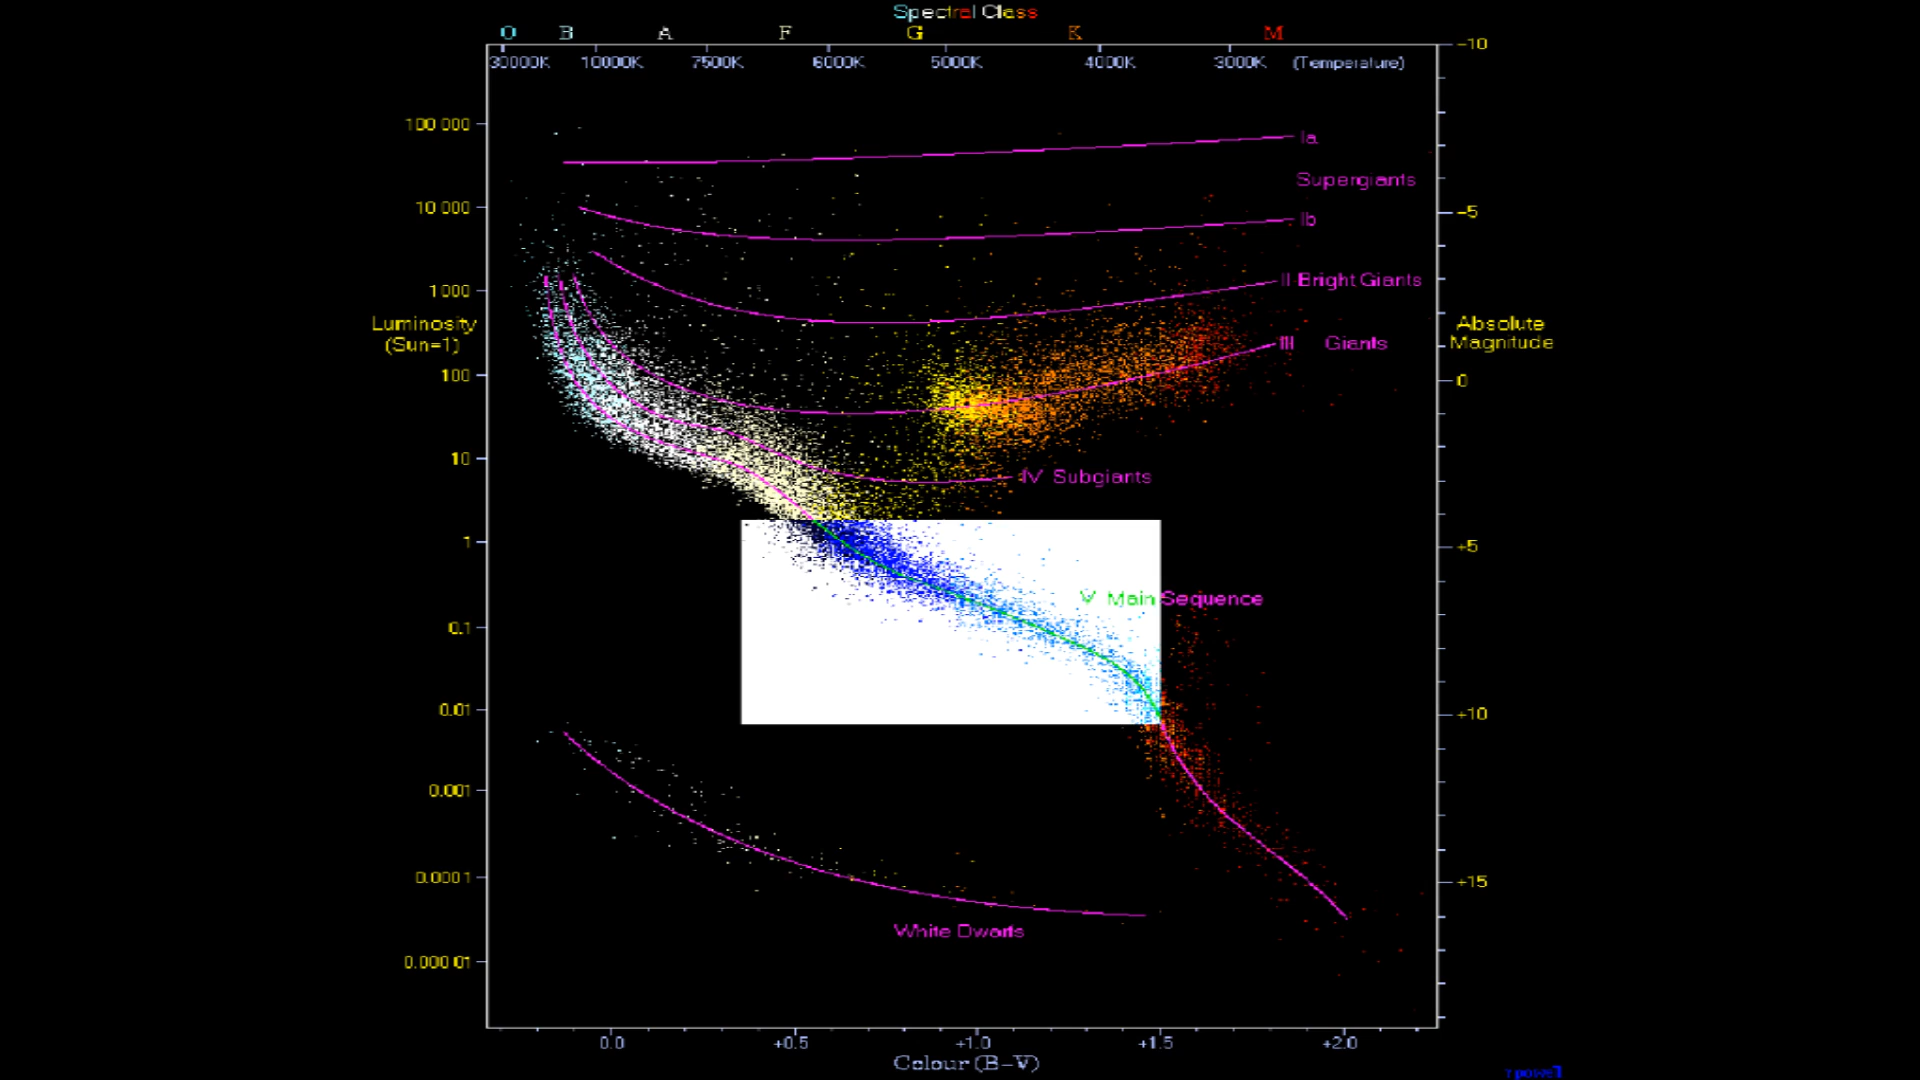 Spectral Class
O B A F G K M
30000K 10000K 7500K 6000K 5000K 4000K 3000K (Temperature)
-10
100 000
Ia
Supergiants
10 000
-5
Ib
1 000
II Bright Giants
Luminosity
(Sun=1)
Absolute
Magnitude
III Giants
100
0
10
IV Subgiants
1
+5
V Main Sequence
0.1
0.01
+10
0.001
0.0001
+15
White Dwarfs
0.00001
0.0 +0.5 +1.0 +1.5 +2.0
Colour (B-V)